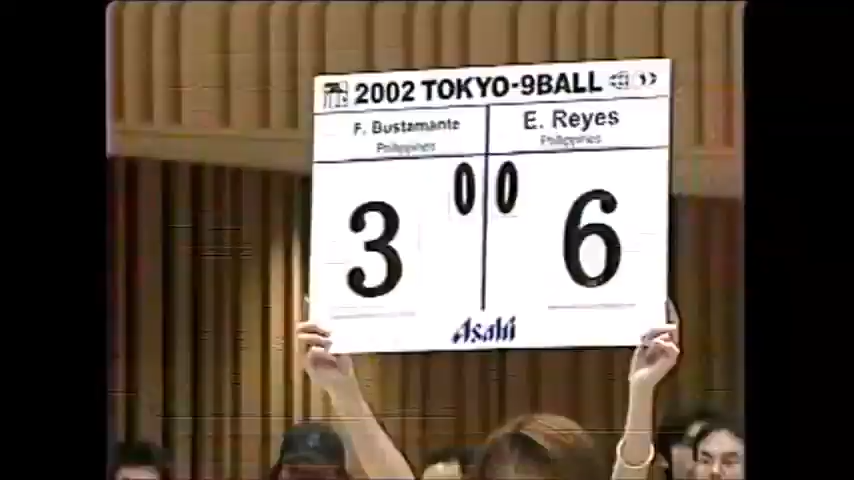 2002 TOKYO-9BALL
F. Bustamante E. Reyes
Philippines Philippines
0 0
3 6
Asahi